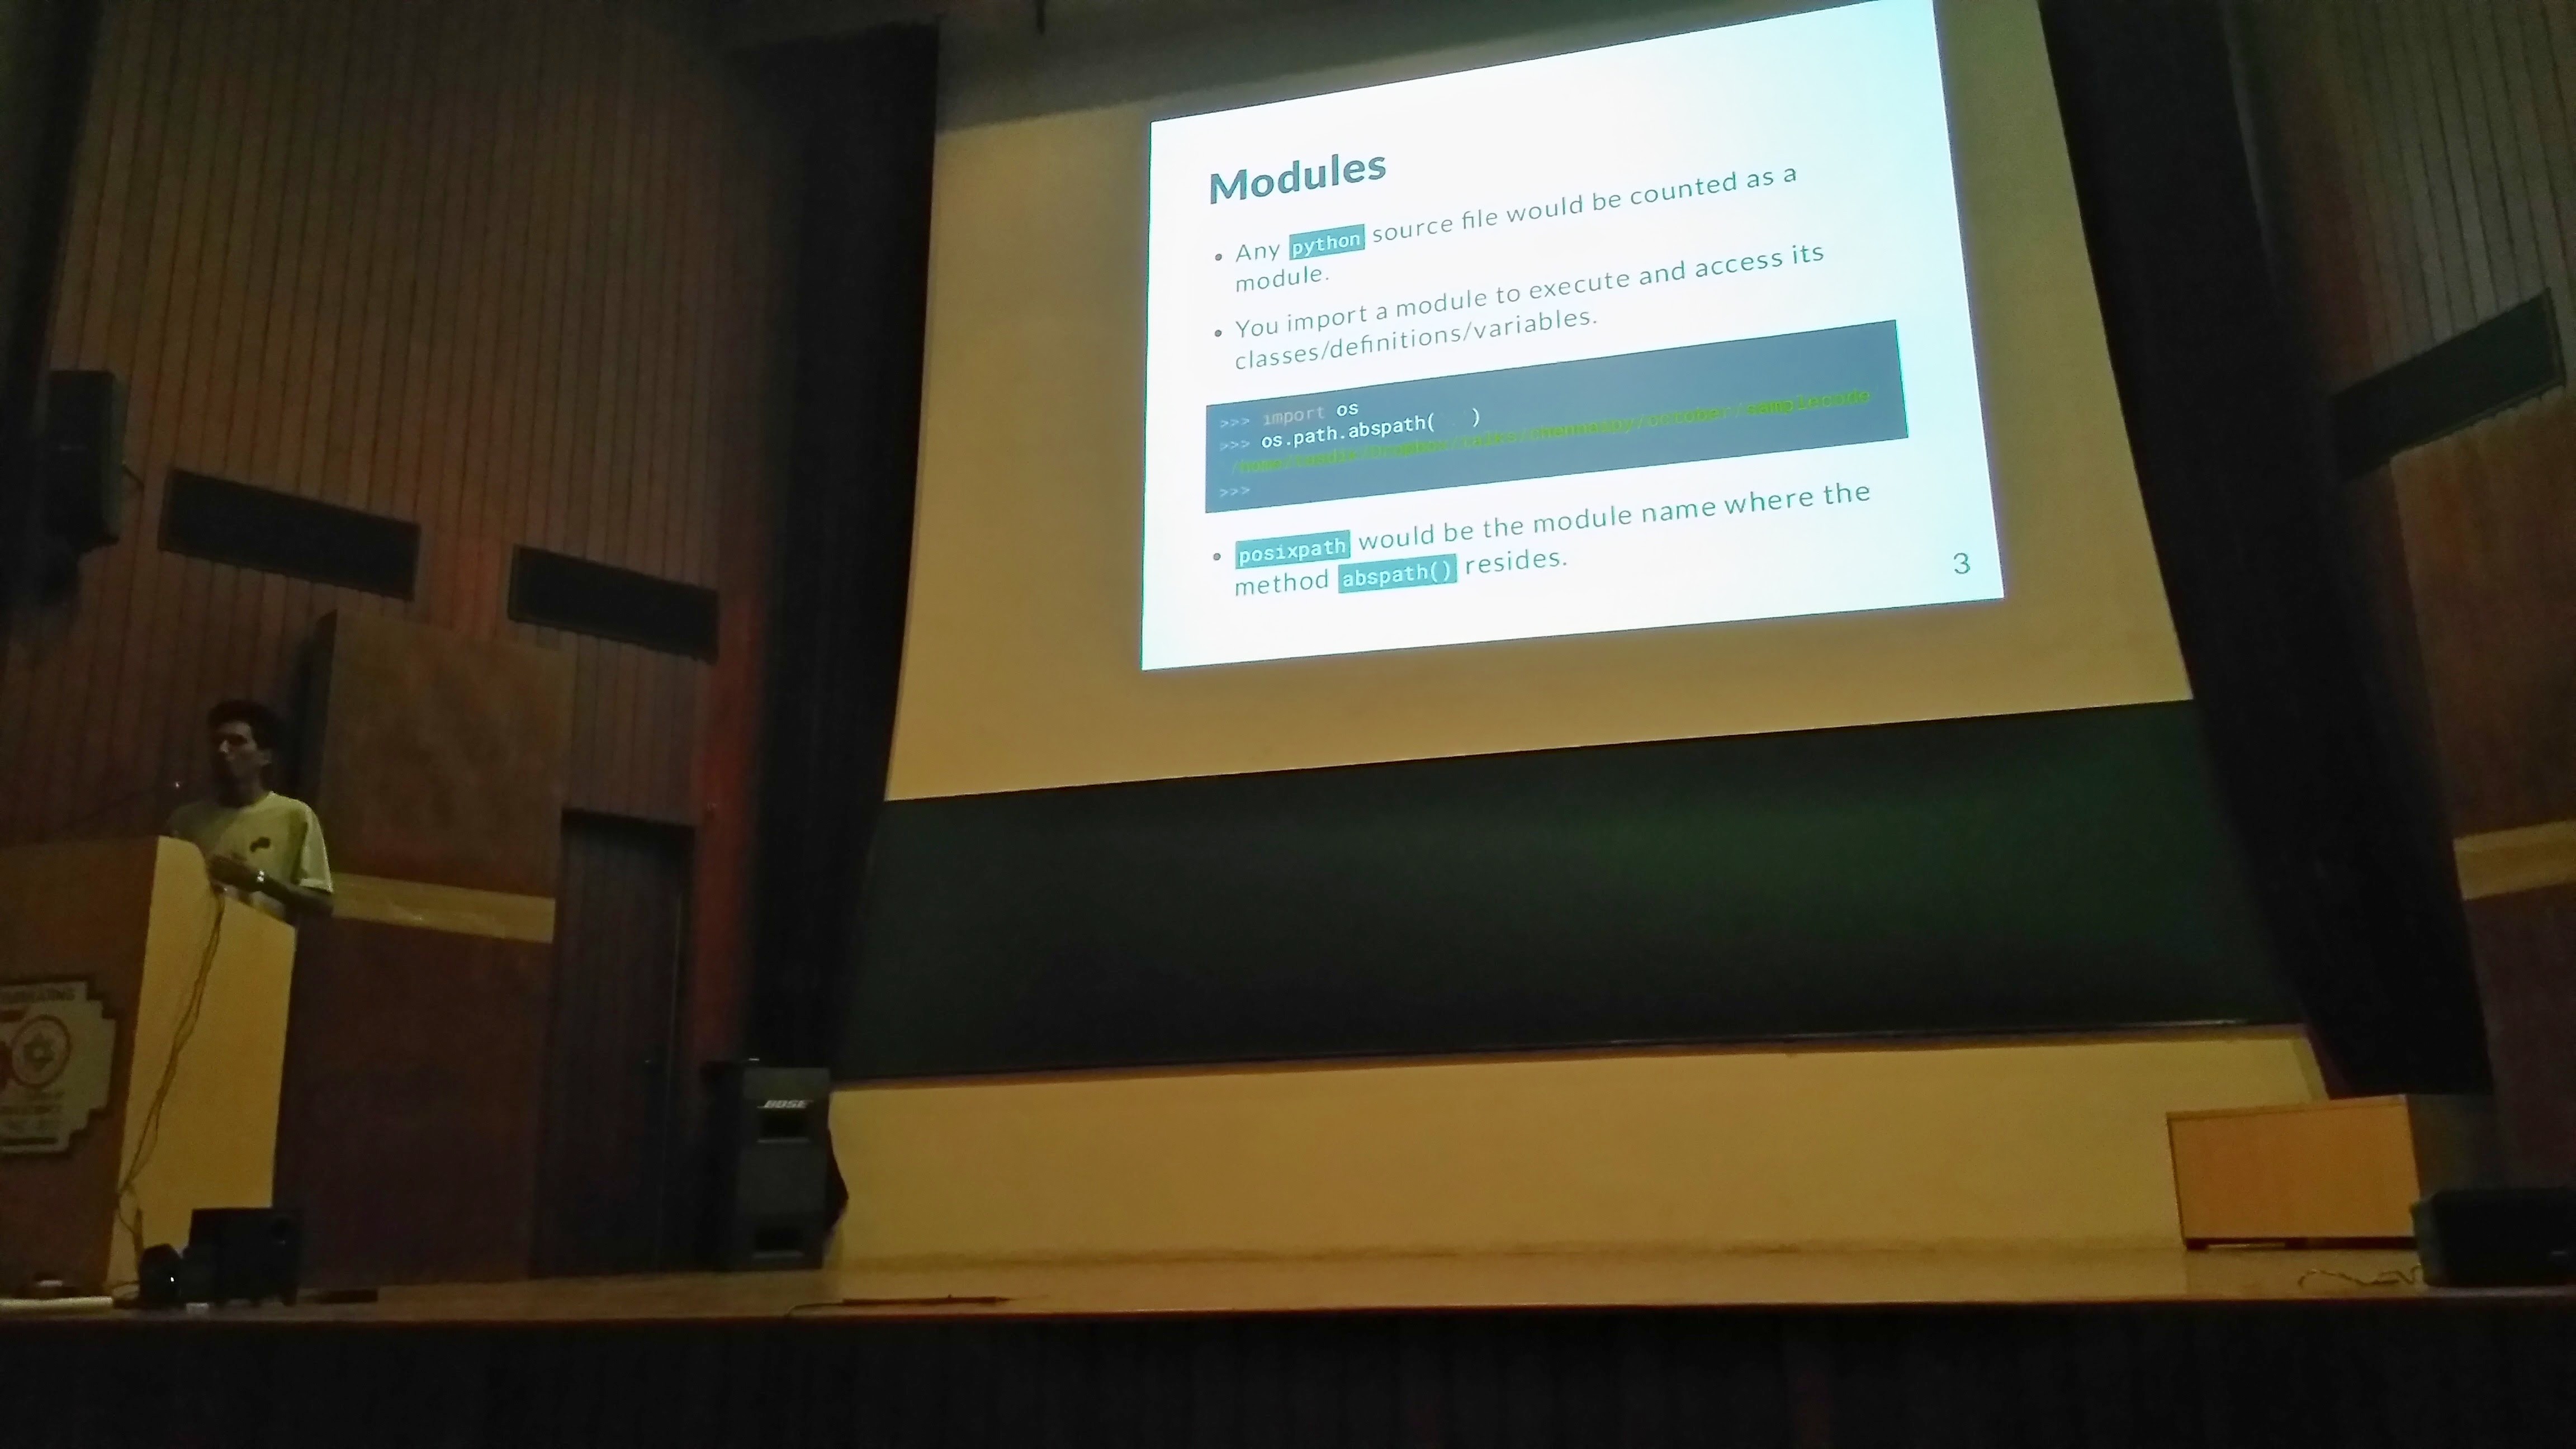 Modules
• Any python source file would be counted as a
module.
• You import a module to execute and access its
classes/definitions/variables.
>>> import os
>>> os.path.abspath( )
/october/samplecode
>>>
• posixpath would be the module name where the
method abspath() resides.
3
BOSE